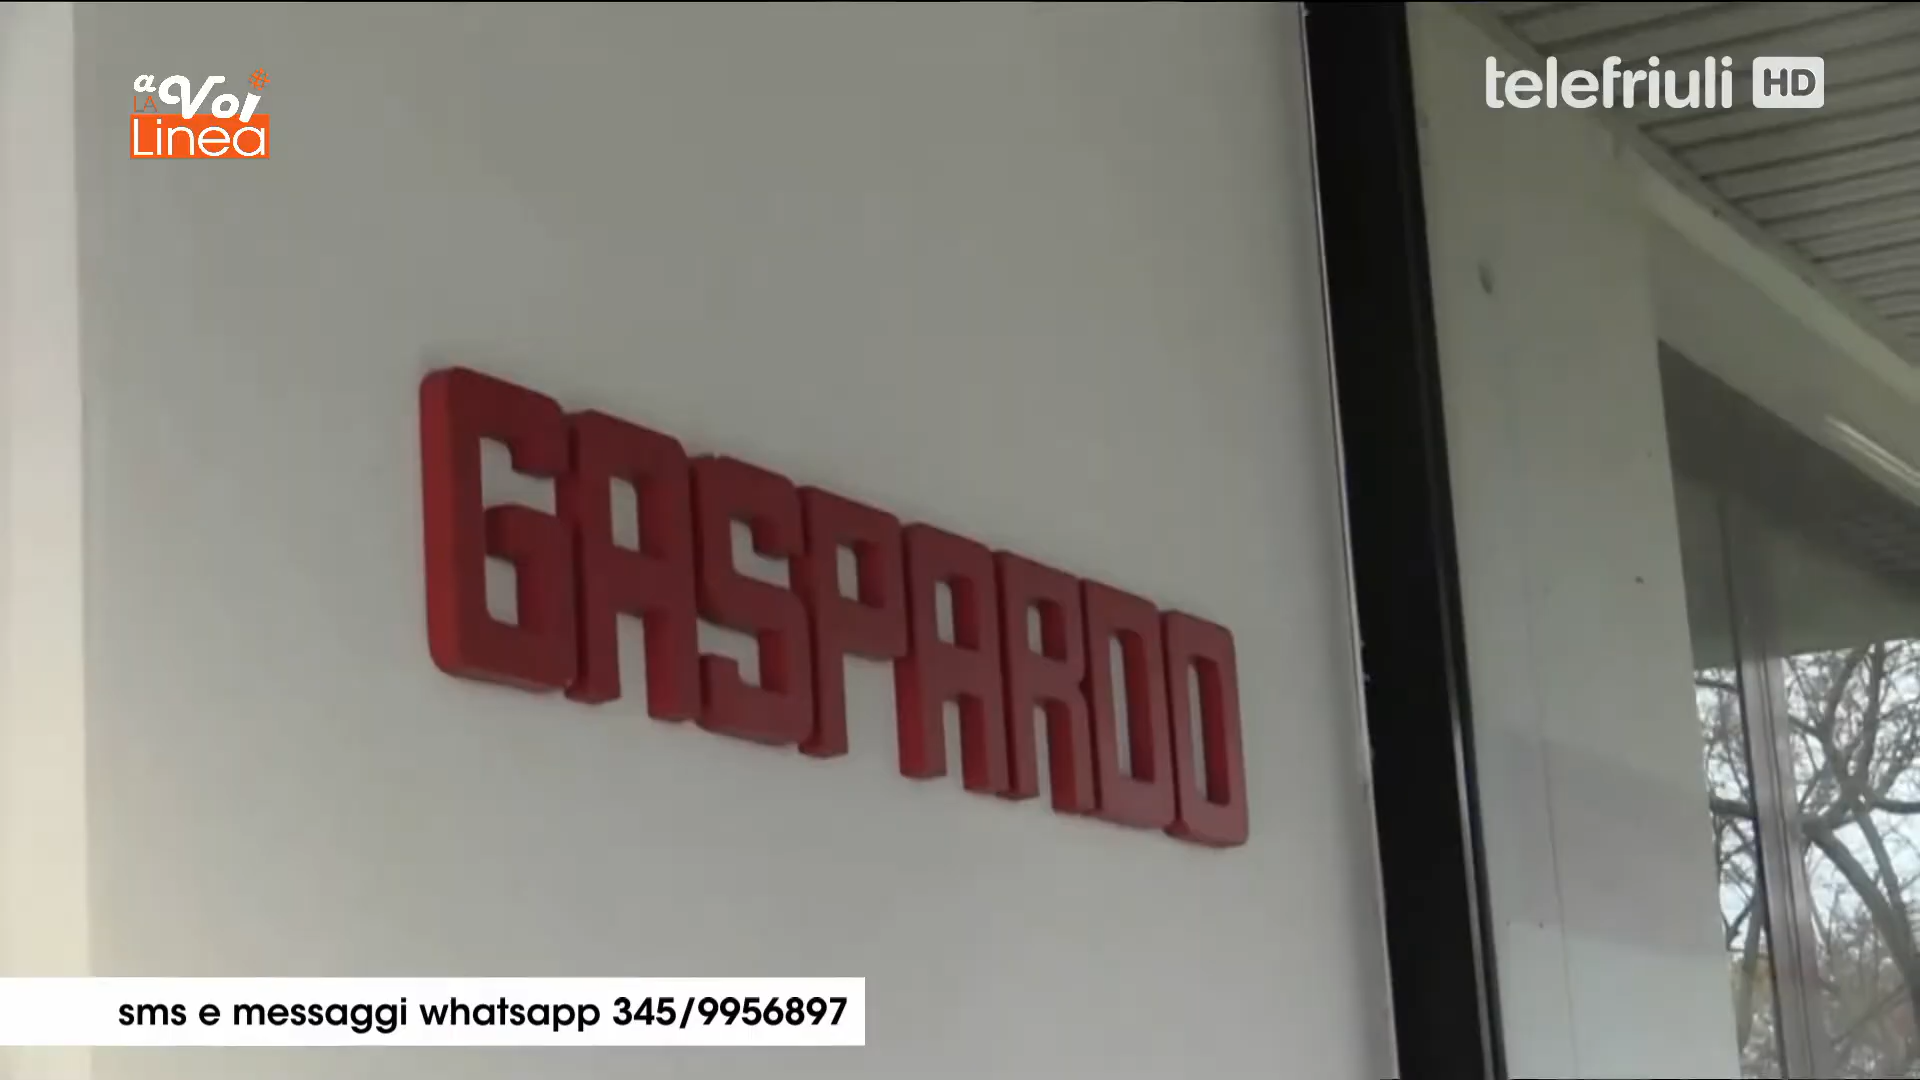 a Voi
LA
Linea
telefriuli HD
GASPARDO
sms e messaggi whatsapp 345/9956897